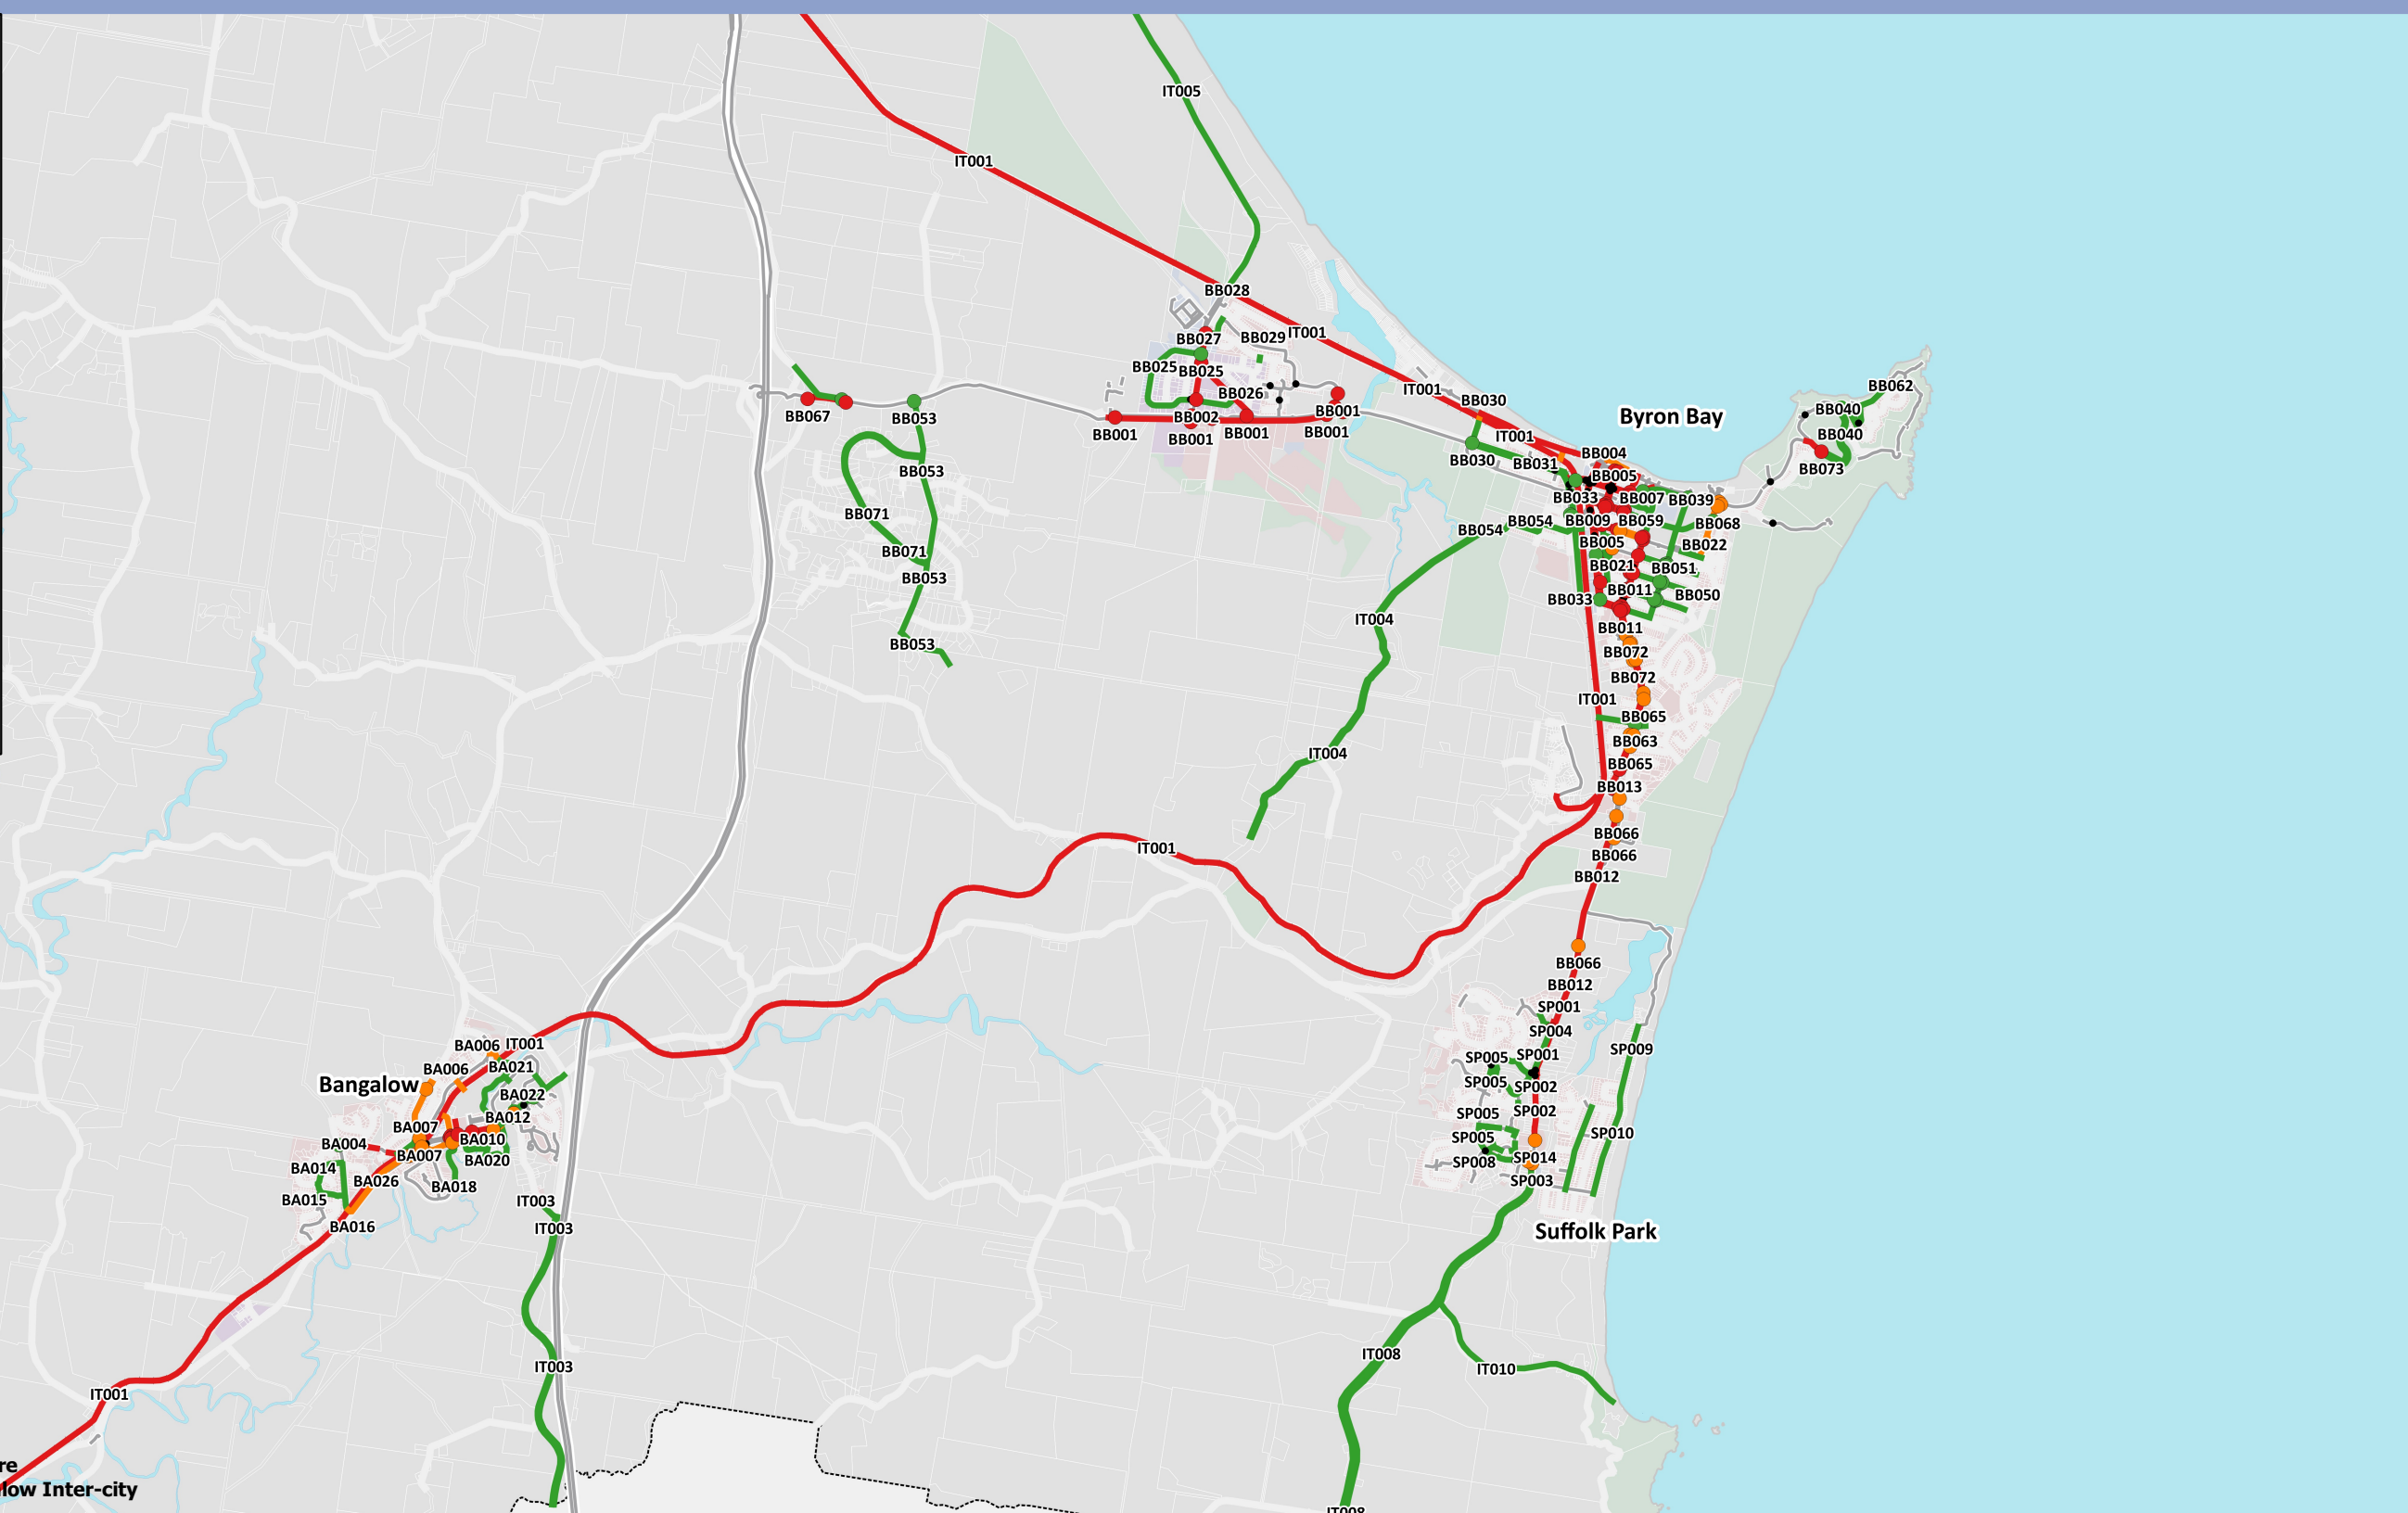 IT005
IT001
BB028
IT001
BB027
BB029
BB025
BB025
IT001
BB026
BB062
BB030
BB067
BB053
BB002
BB001
BB001
BB001
BB001
BB001
Byron Bay
BB040
BB040
IT001
BB030
BB031
BB004
BB073
BB053
BB005
BB033
BB007
BB039
BB071
BB054
BB054
BB009
BB059
BB068
BB005
BB022
BB071
BB021
BB051
BB053
BB011
BB050
BB033
IT004
BB011
BB053
BB072
BB072
IT001
BB065
BB063
IT004
BB065
BB013
BB066
IT001
BB066
BB012
BB066
BB012
SP001
SP004
BA006
IT001
SP009
SP005
SP001
BA006
BA021
Bangalow
SP005
SP002
BA022
SP005
SP002
BA012
BA007
BA010
SP010
SP005
BA004
BA007
BA020
SP014
SP008
BA014
BA026
BA018
SP003
BA015
IT003
BA016
IT003
Suffolk Park
IT008
IT003
IT010
IT001
re
low Inter-city
IT008